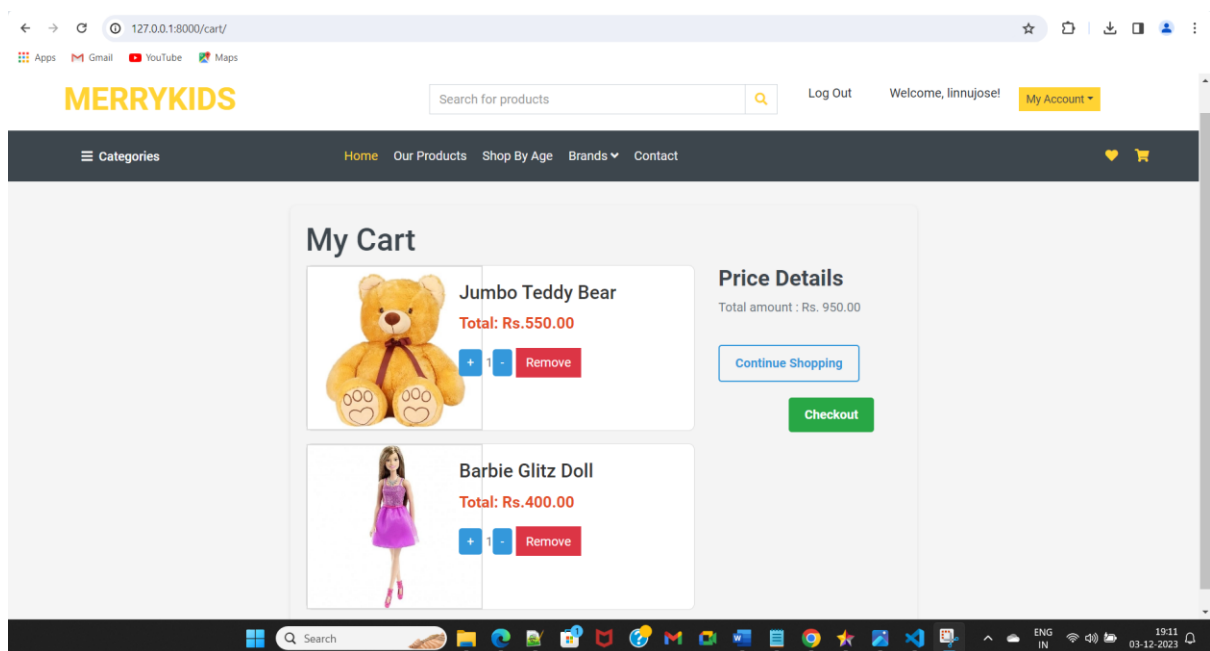 127.0.0.1:8000/cart/
Apps Gmail YouTube Maps
MERRYKIDS
Search for products
Log Out
Welcome, linnujose!
My Account
Categories
Home Our Products Shop By Age Brands Contact
My Cart
Jumbo Teddy Bear
Total: Rs.550.00
+ 1 - Remove
Price Details
Total amount : Rs. 950.00
Continue Shopping
Checkout
Barbie Glitz Doll
Total: Rs.400.00
+ 1 - Remove
Search
ENG
IN
19:11
03-12-2023